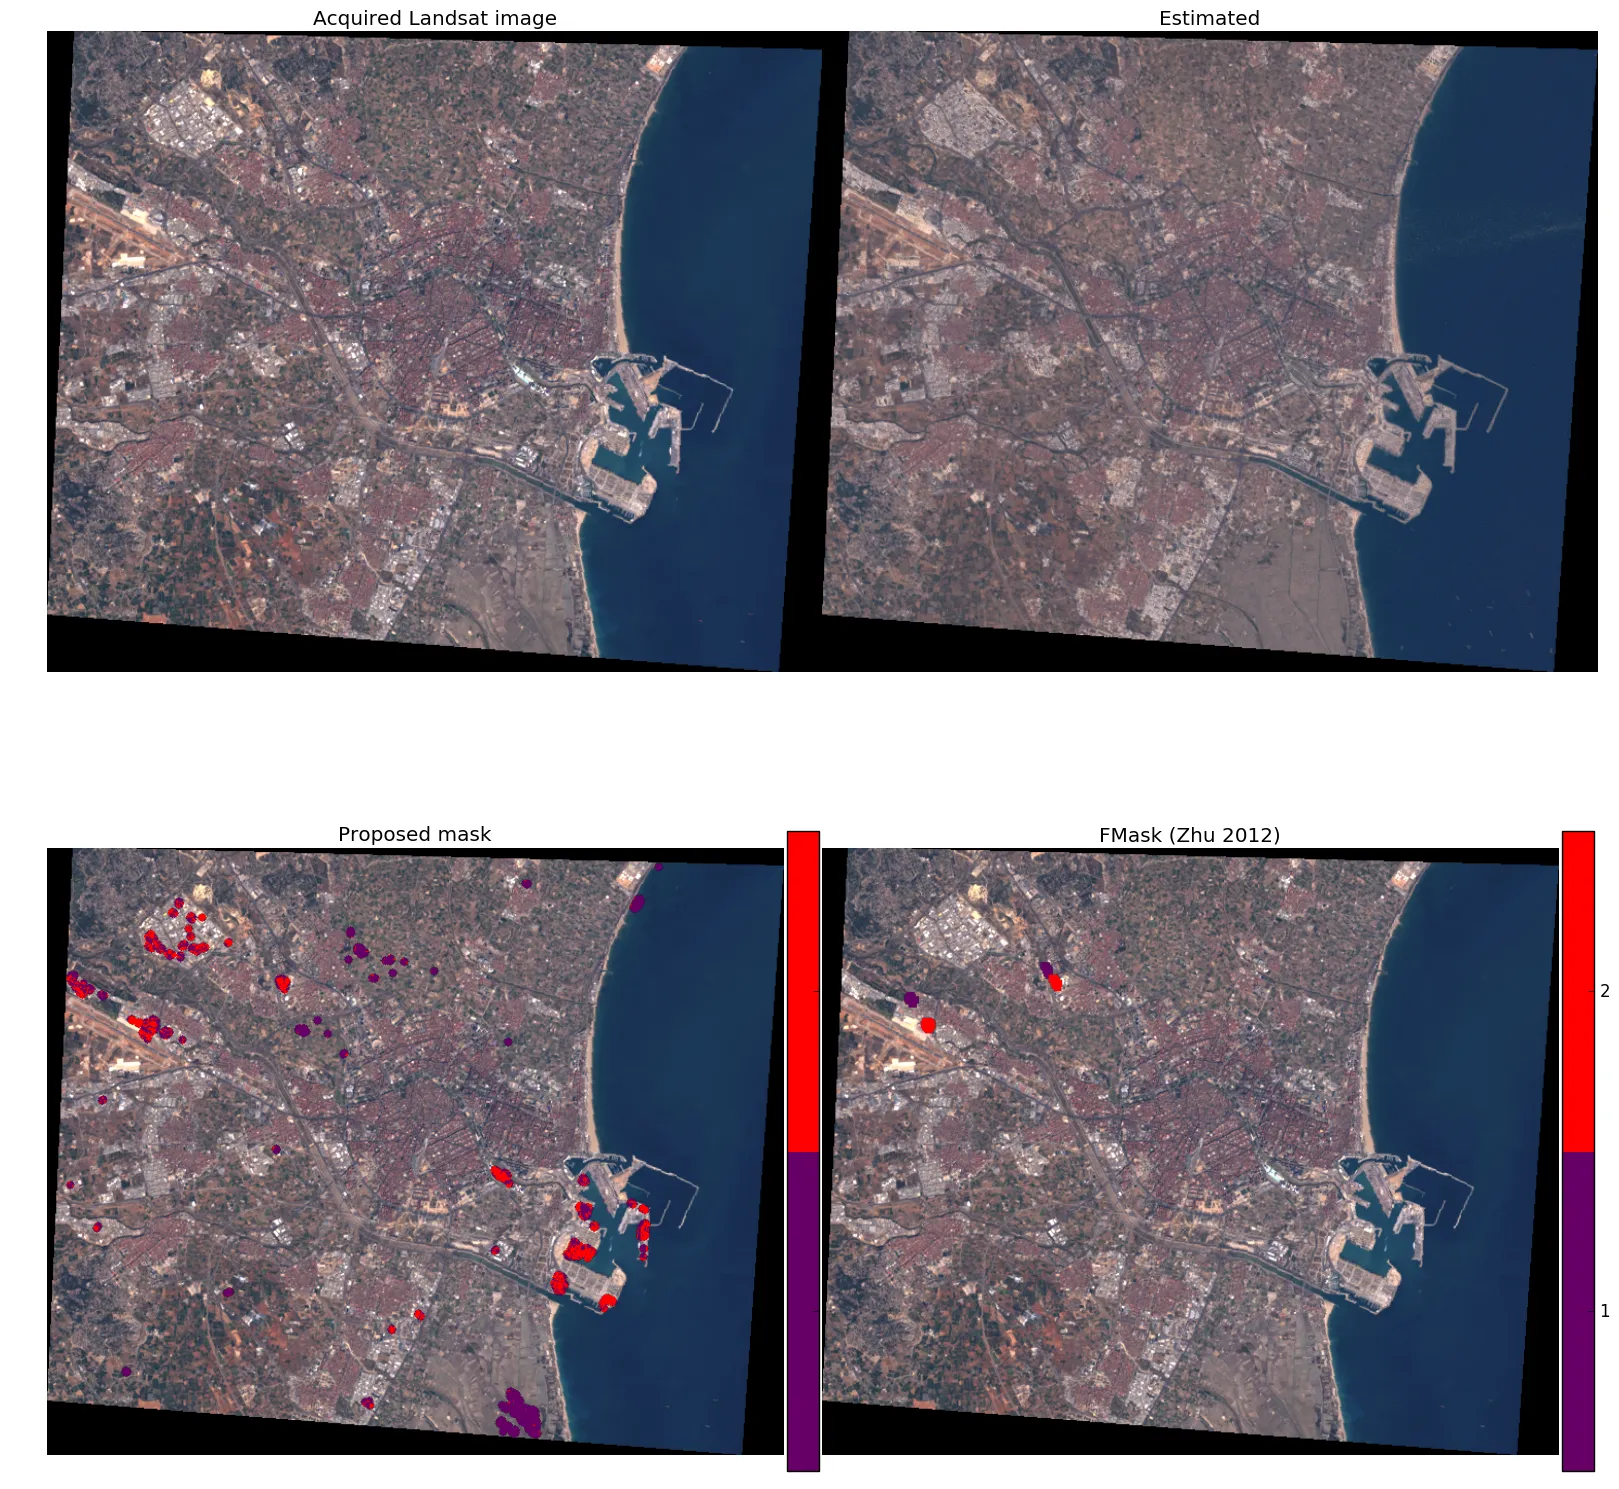 Acquired Landsat image
Estimated
Proposed mask
FMask (Zhu 2012)
2
1